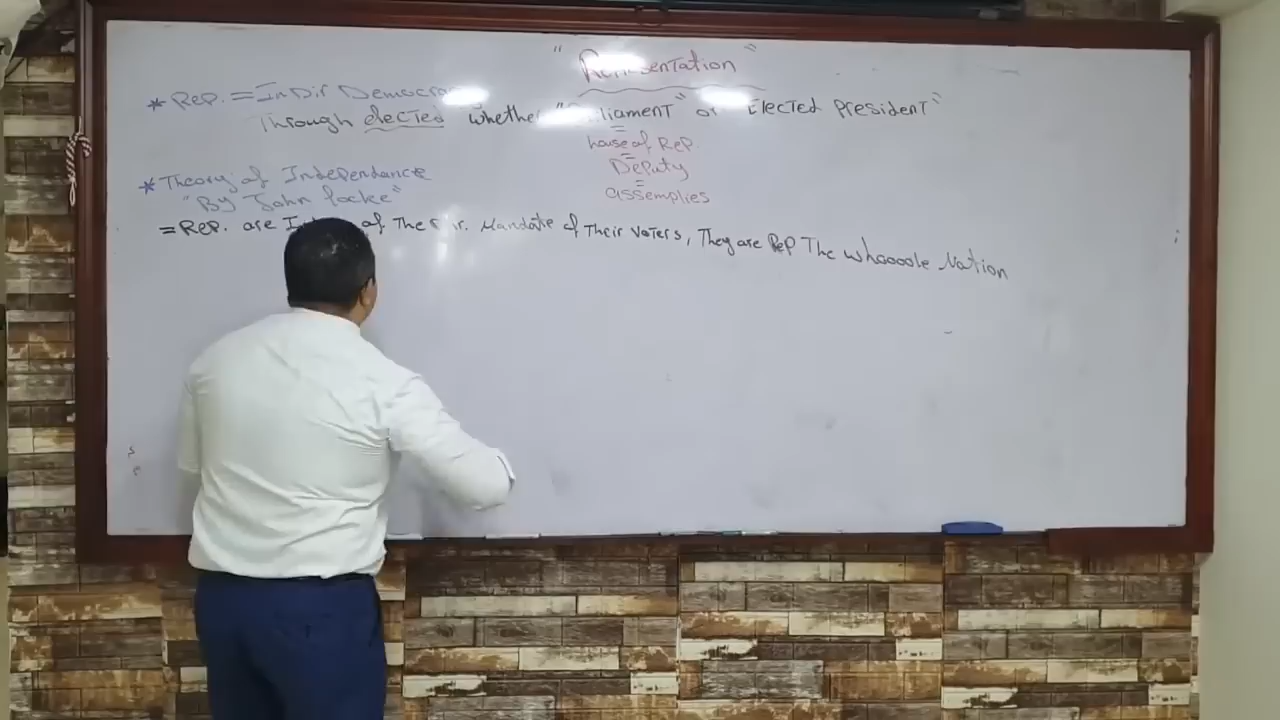 "Representation"
* Rep. = InDir Democra
Through elected whether "Parliament" or Elected president"
=
house of Rep.
=
Deputy
=
assemplies
* Theory of Independance
"By John locke"
= Rep. are of The Mandate of Their voters, They are Rep The whoooole Nation